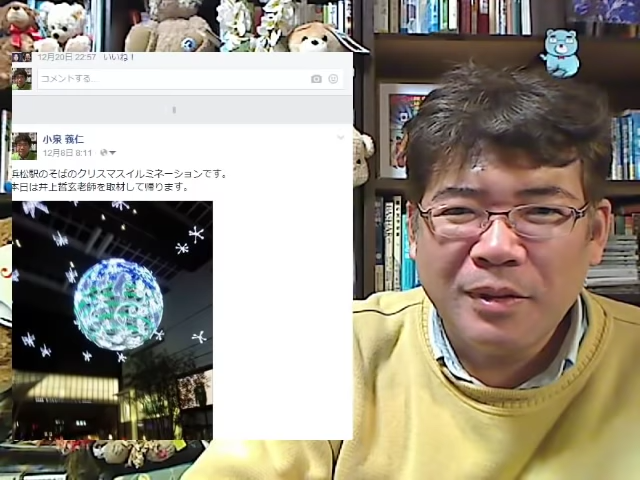 12月20日 22:57 いいね！
コメントする...
小泉 義仁
12月8日 8:11
浜松駅のそばのクリスマスイルミネーションです。
本日は井上哲玄老師を取材して帰ります。